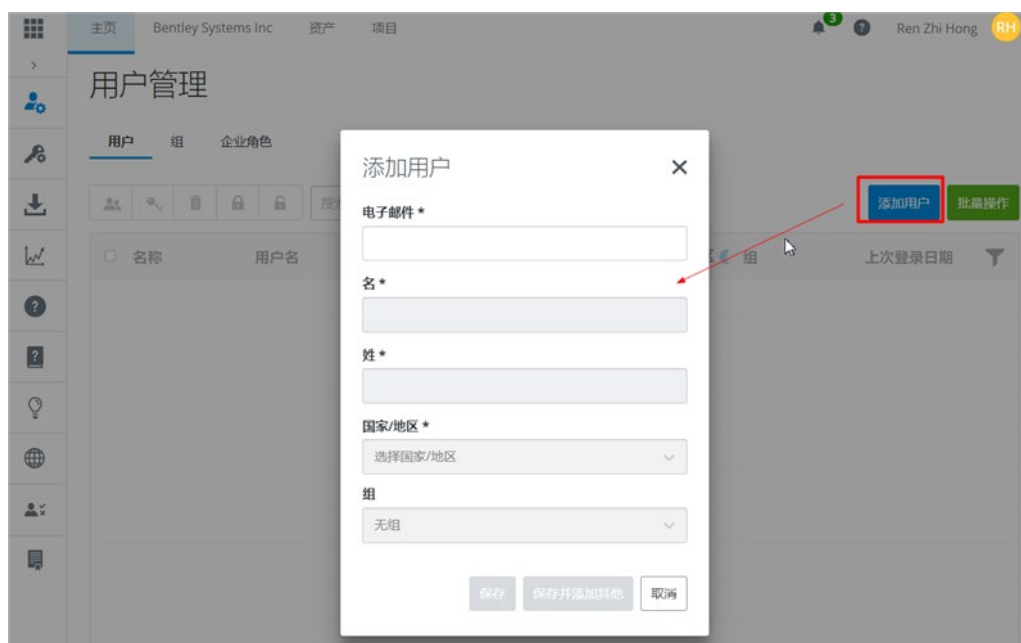 主页 Bentley Systems Inc 资产 项目 3 ? Ren Zhi Hong RH
用户管理
用户 组 企业角色
添加用户
添加用户 批量操作
电子邮件 *
名称 用户名 组 上次登录日期
名 *
姓 *
国家/地区 *
选择国家/地区
组
无组
保存 保存并添加其他 取消